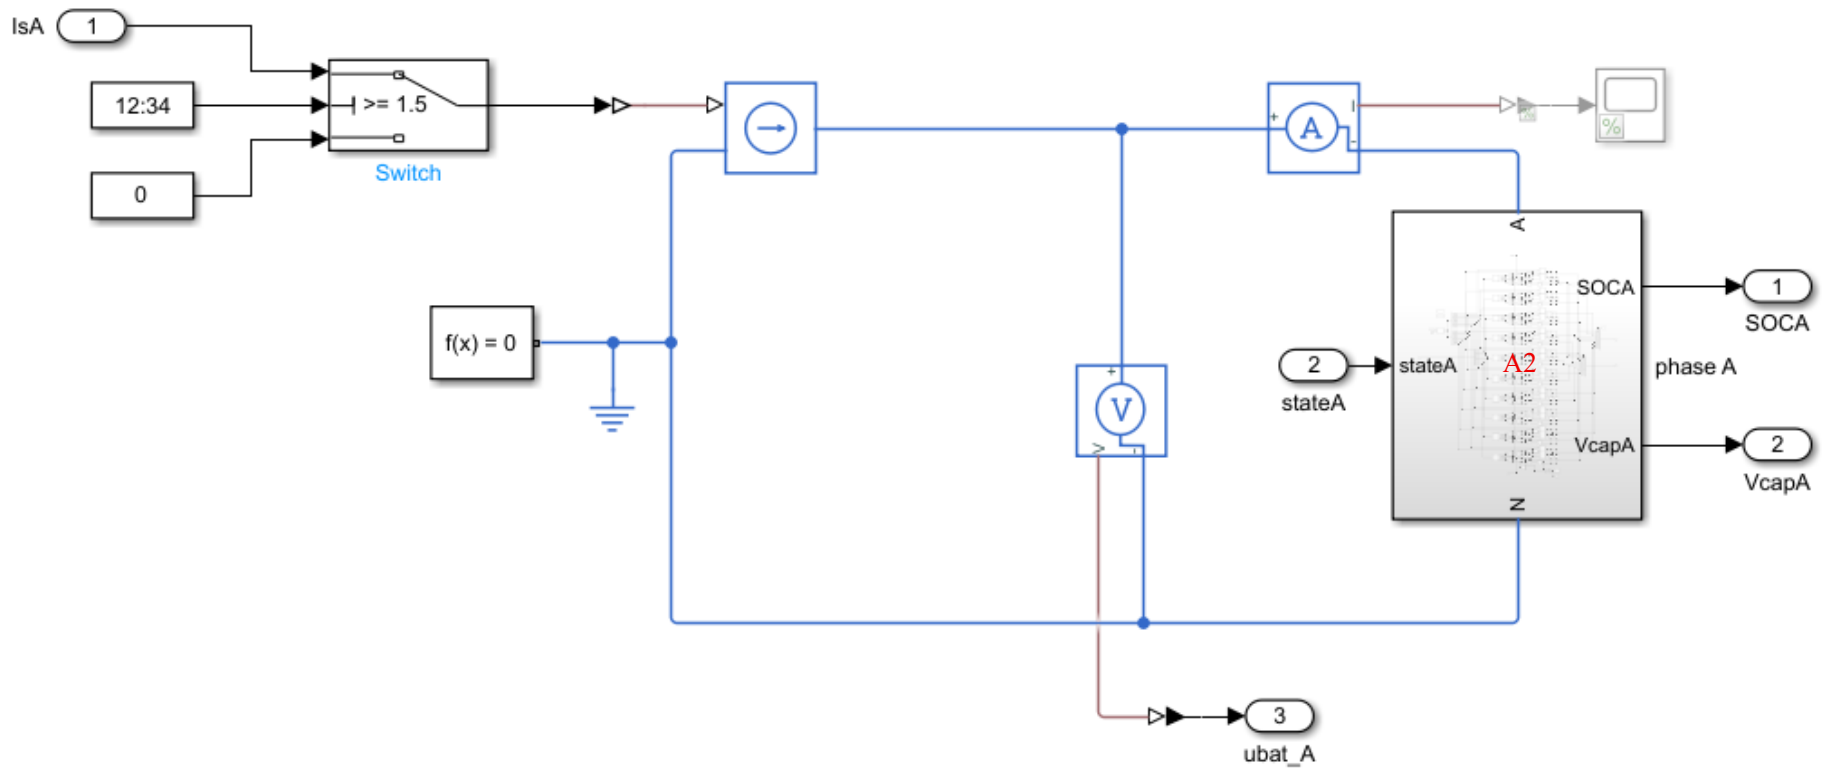 IsA
1
12:34
>= 1.5
0
Switch
+
A
I
-
%
f(x) = 0
+
V
V
-
A
SOCA
1
SOCA
2
stateA
stateA
A2
phase A
VcapA
2
VcapA
N
3
ubat_A